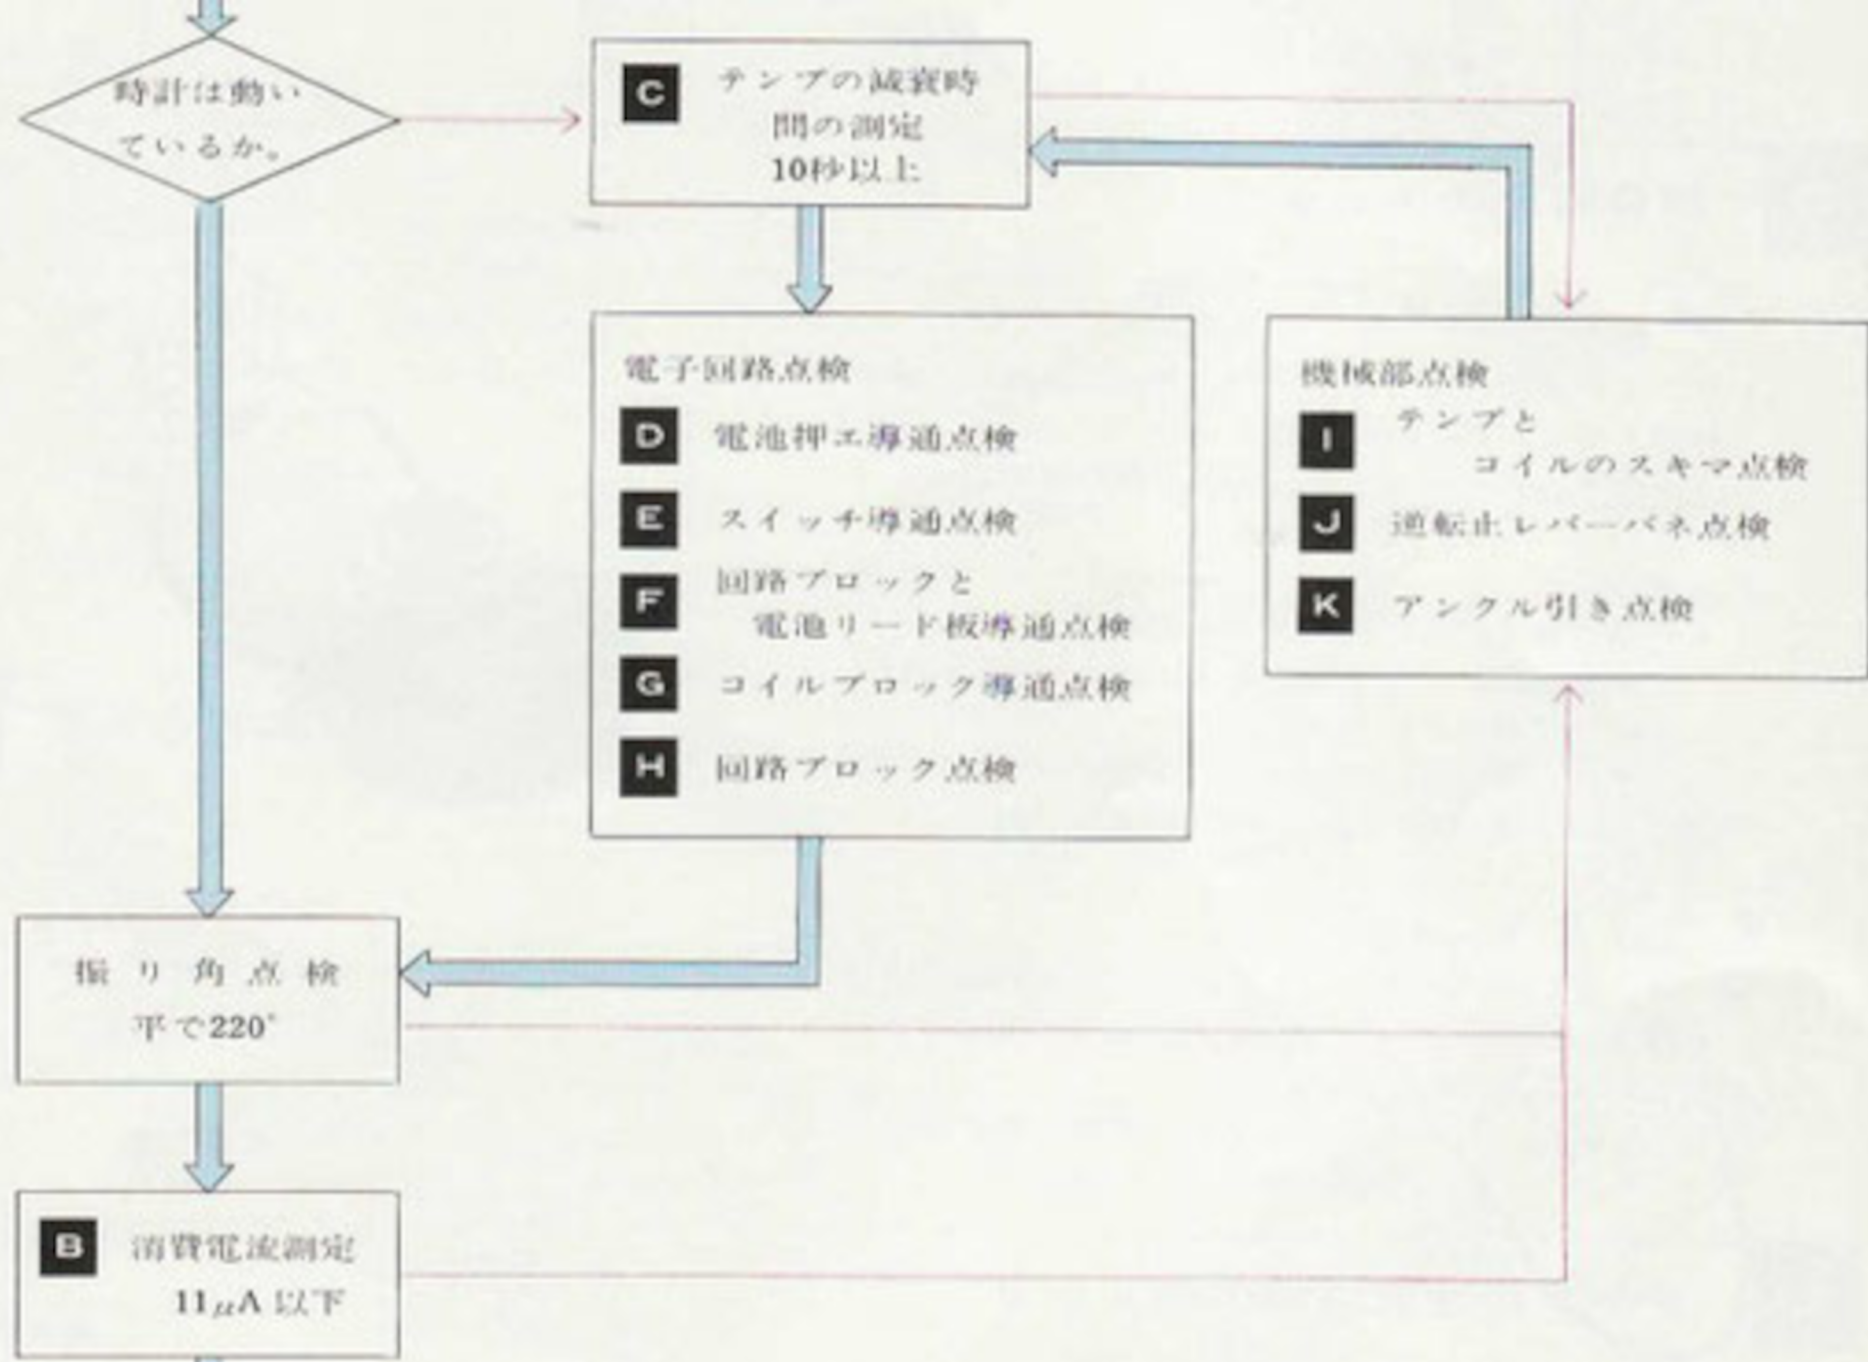 時計は動い
ているか。
C テンプの減衰時
間の測定
10秒以上
電子回路点検
D 電池押エ導通点検
E スイッチ導通点検
F 回路ブロックと
電池リード板導通点検
G コイルブロック導通点検
H 回路ブロック点検
機械部点検
I テンプと
コイルのスキマ点検
J 逆転止レバーバネ点検
K アンクル引き点検
振り角点検
平で220°
B 消費電流測定
11μA以下